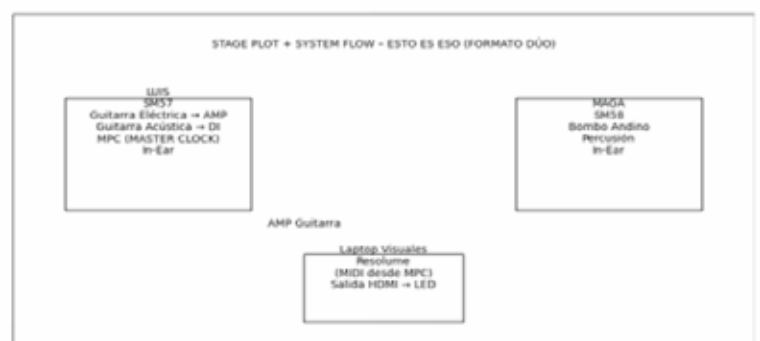 STAGE PLOT + SYSTEM FLOW – ESTO ES ESO (FORMATO DÚO)
LUIS
SM57
Guitarra Eléctrica → AMP
Guitarra Acústica → DI
MPC (MASTER CLOCK)
In-Ear
MAGA
SM58
Bombo Andino
Percusión
In-Ear
AMP Guitarra
Laptop Visuales
Resolume
(MIDI desde MPC)
Salida HDMI → LED